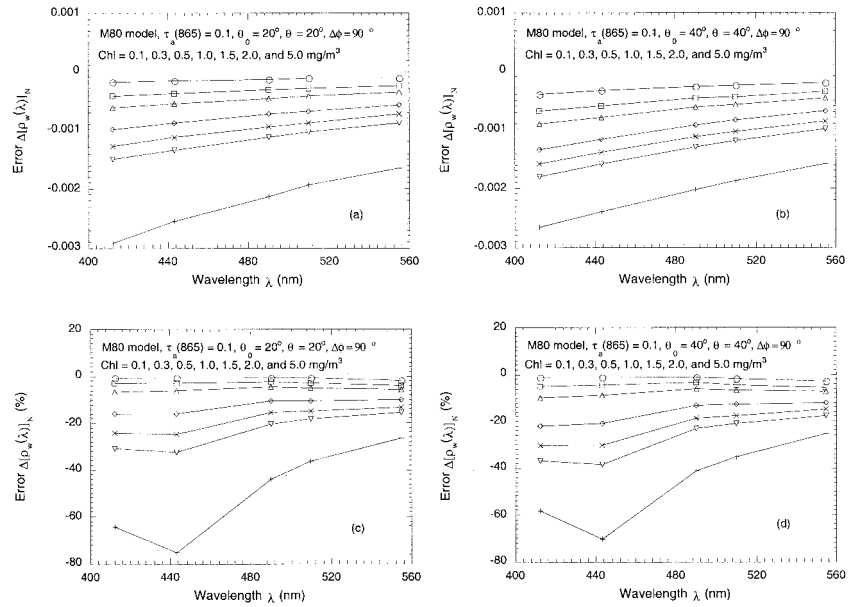 0.001
M80 model, τa(865) = 0.1, θ0 = 20°, θ = 20°, Δϕ = 90 °
Chl = 0.1, 0.3, 0.5, 1.0, 1.5, 2.0, and 5.0 mg/m³
0
-0.001
-0.002
-0.003
Error Δ[ρw(λ)]N
(a)
400 440 480 520 560
Wavelength λ (nm)
0.001
M80 model, τa(865) = 0.1, θ0 = 40°, θ = 40°, Δϕ = 90 °
Chl = 0.1, 0.3, 0.5, 1.0, 1.5, 2.0, and 5.0 mg/m³
0
-0.001
-0.002
-0.003
Error Δ[ρw(λ)]N
(b)
400 440 480 520 560
Wavelength λ (nm)
20
M80 model, τa(865) = 0.1, θ0 = 20°, θ = 20°, Δϕ = 90 °
Chl = 0.1, 0.3, 0.5, 1.0, 1.5, 2.0, and 5.0 mg/m³
0
-20
-40
-60
-80
Error Δ[ρw(λ)]N (%)
(c)
400 440 480 520 560
Wavelength λ (nm)
20
M80 model, τa(865) = 0.1, θ0 = 40°, θ = 40°, Δϕ = 90 °
Chl = 0.1, 0.3, 0.5, 1.0, 1.5, 2.0, and 5.0 mg/m³
0
-20
-40
-60
-80
Error Δ[ρw(λ)]N (%)
(d)
400 440 480 520 560
Wavelength λ (nm)